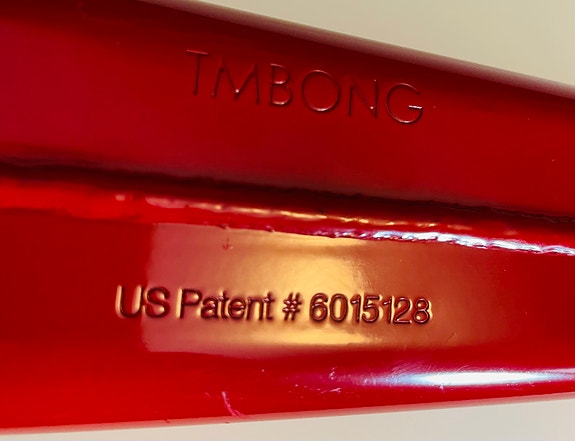 TMBONG
US Patent # 6015128